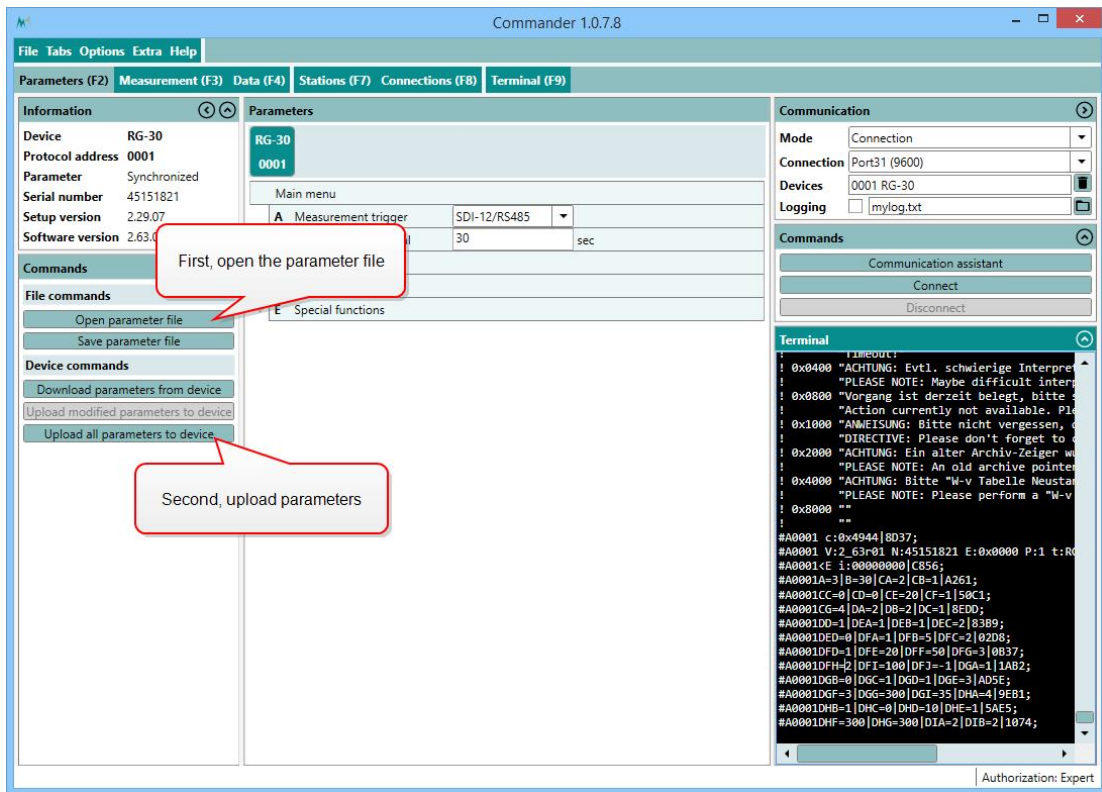 Commander 1.0.7.8
File Tabs Options Extra Help
Parameters (F2) Measurement (F3) Data (F4) Stations (F7) Connections (F8) Terminal (F9)
Information
Device RG-30
Protocol address 0001
Parameter Synchronized
Serial number 45151821
Setup version 2.29.07
Software version 2.63.0
Commands
File commands
Open parameter file
Save parameter file
Device commands
Download parameters from device
Upload modified parameters to device
Upload all parameters to device
First, open the parameter file
Second, upload parameters
Parameters
RG-30
0001
Main menu
A Measurement trigger SDI-12/RS485
30 sec
E Special functions
Communication
Mode Connection
Connection Port31 (9600)
Devices 0001 RG-30
Logging mylog.txt
Commands
Communication assistant
Connect
Disconnect
Terminal
! Timeout!"
! 0x0400 "ACHTUNG: Evtl. schwierige Interpret
! "PLEASE NOTE: Maybe difficult interp
! 0x0800 "Vorgang ist derzeit belegt, bitte s
! "Action currently not available. Ple
! 0x1000 "ANWEISUNG: Bitte nicht vergessen, d
! "DIRECTIVE: Please don't forget to
! 0x2000 "ACHTUNG: Ein alter Archiv-Zeiger wu
! "PLEASE NOTE: An old archive pointer
! 0x4000 "ACHTUNG: Bitte "W-v Tabelle Neustar
! "PLEASE NOTE: Please perform a "W-v
! 0x8000 ""
! ""
#A0001 c:0x4944|8D37;
#A0001 V:2_63r01 N:45151821 E:0x0000 P:1 t:RG
#A0001<E i:00000000|C856;
#A0001A=3|B=30|CA=2|CB=1|A261;
#A0001CC=0|CD=0|CE=20|CF=1|50C1;
#A0001CG=4|DA=2|DB=2|DC=1|8EDD;
#A0001DD=1|DEA=1|DEB=1|DEC=2|83B9;
#A0001DED=0|DFA=1|DFB=5|DFC=2|02D8;
#A0001DFD=1|DFE=20|DFF=50|DFG=3|0B37;
#A0001DFH=2|DFI=100|DFJ=-1|DGA=1|1AB2;
#A0001DGB=0|DGC=1|DGD=1|DGE=3|AD5E;
#A0001DGF=3|DGG=300|DGI=35|DHA=4|9EB1;
#A0001DHB=1|DHC=0|DHD=10|DHE=1|5AE5;
#A0001DHF=300|DHG=300|DIA=2|DIB=2|1074;
Authorization: Expert